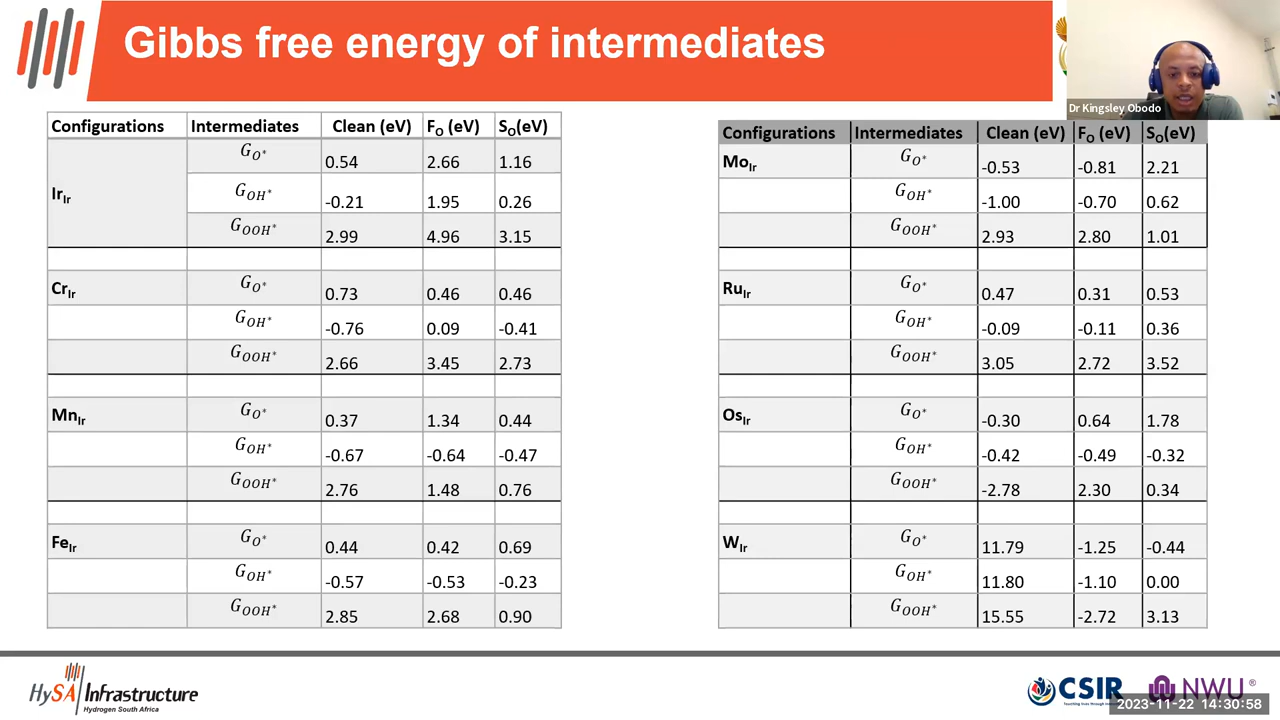 Gibbs free energy of intermediates
Dr Kingsley Obodo
Configurations Intermediates Clean (eV) F_O (eV) S_O(eV)
Ir_Ir G_O* 0.54 2.66 1.16
G_OH* -0.21 1.95 0.26
G_OOH* 2.99 4.96 3.15
Cr_Ir G_O* 0.73 0.46 0.46
G_OH* -0.76 0.09 -0.41
G_OOH* 2.66 3.45 2.73
Mn_Ir G_O* 0.37 1.34 0.44
G_OH* -0.67 -0.64 -0.47
G_OOH* 2.76 1.48 0.76
Fe_Ir G_O* 0.44 0.42 0.69
G_OH* -0.57 -0.53 -0.23
G_OOH* 2.85 2.68 0.90
Configurations Intermediates Clean (eV) F_O (eV) S_O(eV)
Mo_Ir G_O* -0.53 -0.81 2.21
G_OH* -1.00 -0.70 0.62
G_OOH* 2.93 2.80 1.01
Ru_Ir G_O* 0.47 0.31 0.53
G_OH* -0.09 -0.11 0.36
G_OOH* 3.05 2.72 3.52
Os_Ir G_O* -0.30 0.64 1.78
G_OH* -0.42 -0.49 -0.32
G_OOH* -2.78 2.30 0.34
W_Ir G_O* 11.79 -1.25 -0.44
G_OH* 11.80 -1.10 0.00
G_OOH* 15.55 -2.72 3.13
HySA Infrastructure
Hydrogen South Africa
CSIR
NWU®
2023-11-22 14:30:58